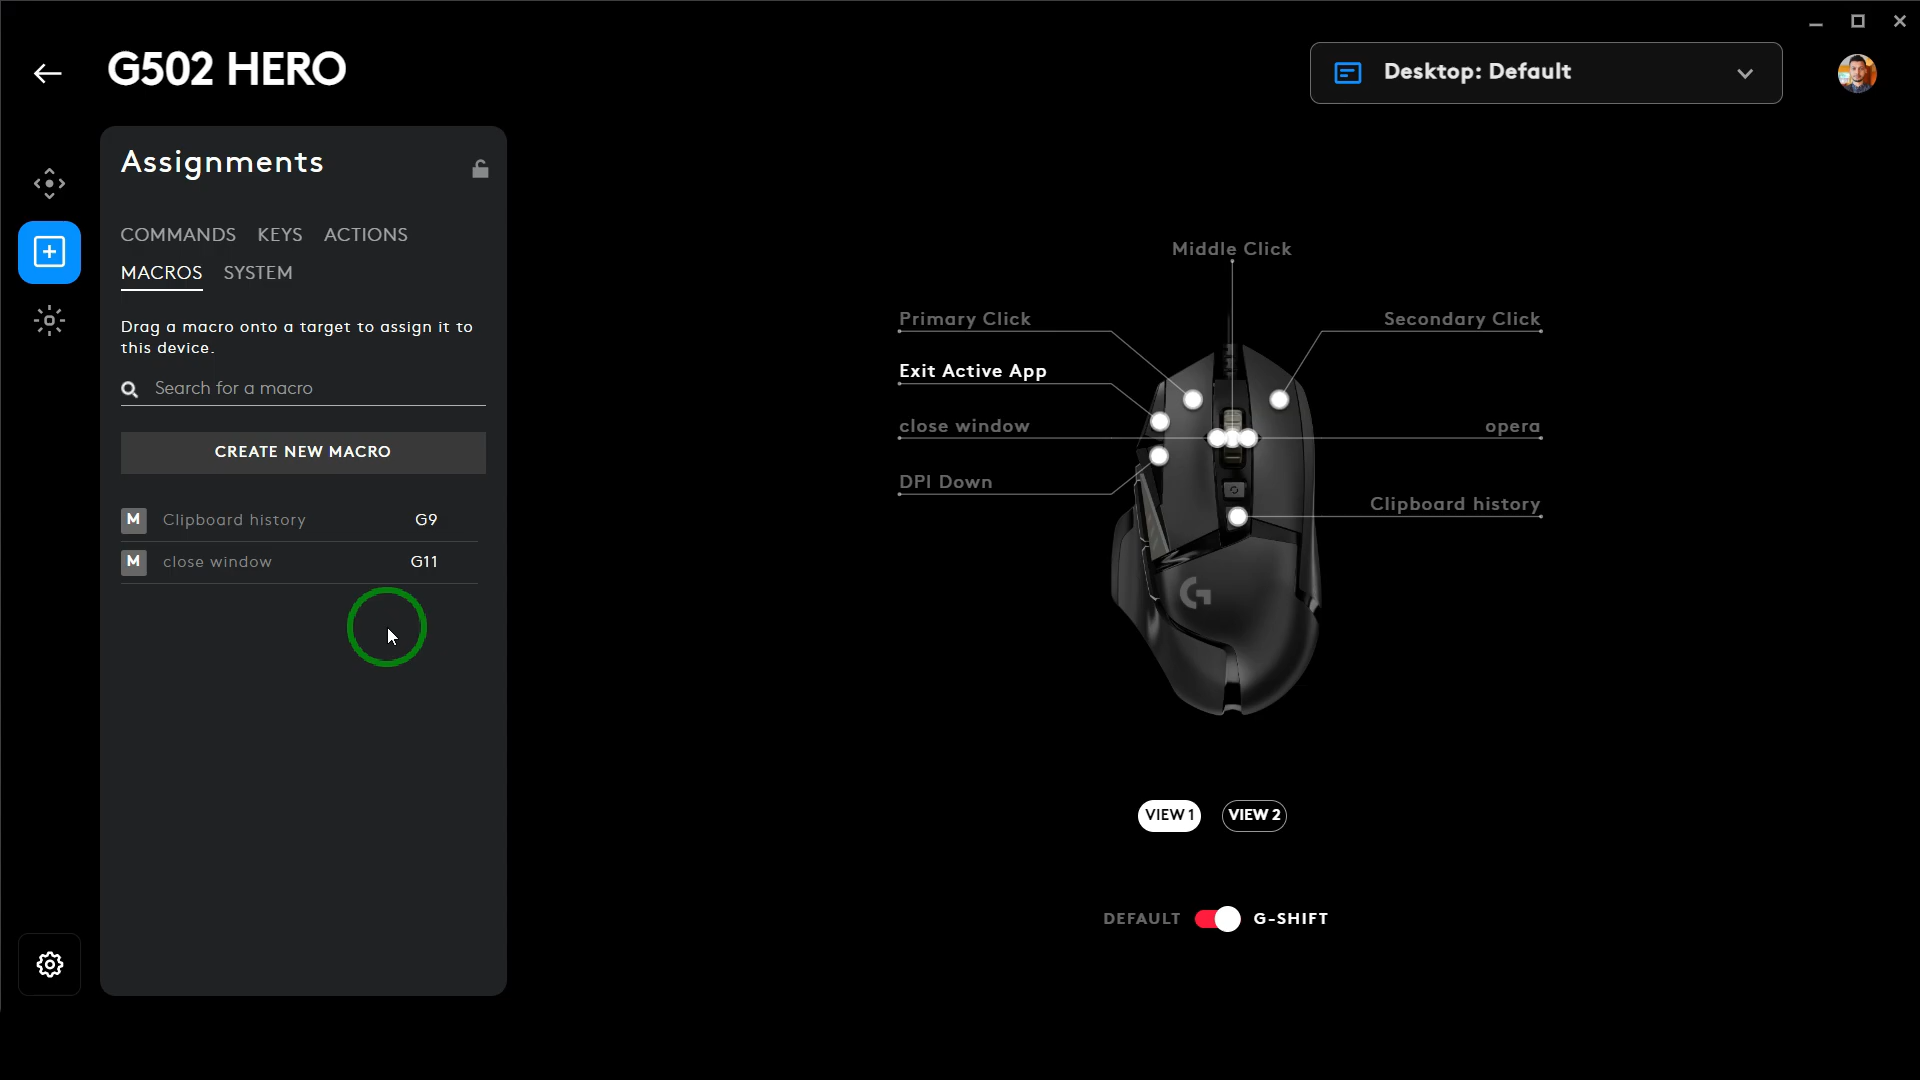 G502 HERO
Desktop: Default
Assignments
COMMANDS KEYS ACTIONS
MACROS SYSTEM
Drag a macro onto a target to assign it to
this device.
Search for a macro
CREATE NEW MACRO
M Clipboard history G9
M close window G11
Middle Click
Primary Click
Secondary Click
Exit Active App
close window
opera
DPI Down
Clipboard history
VIEW 1 VIEW 2
DEFAULT G-SHIFT